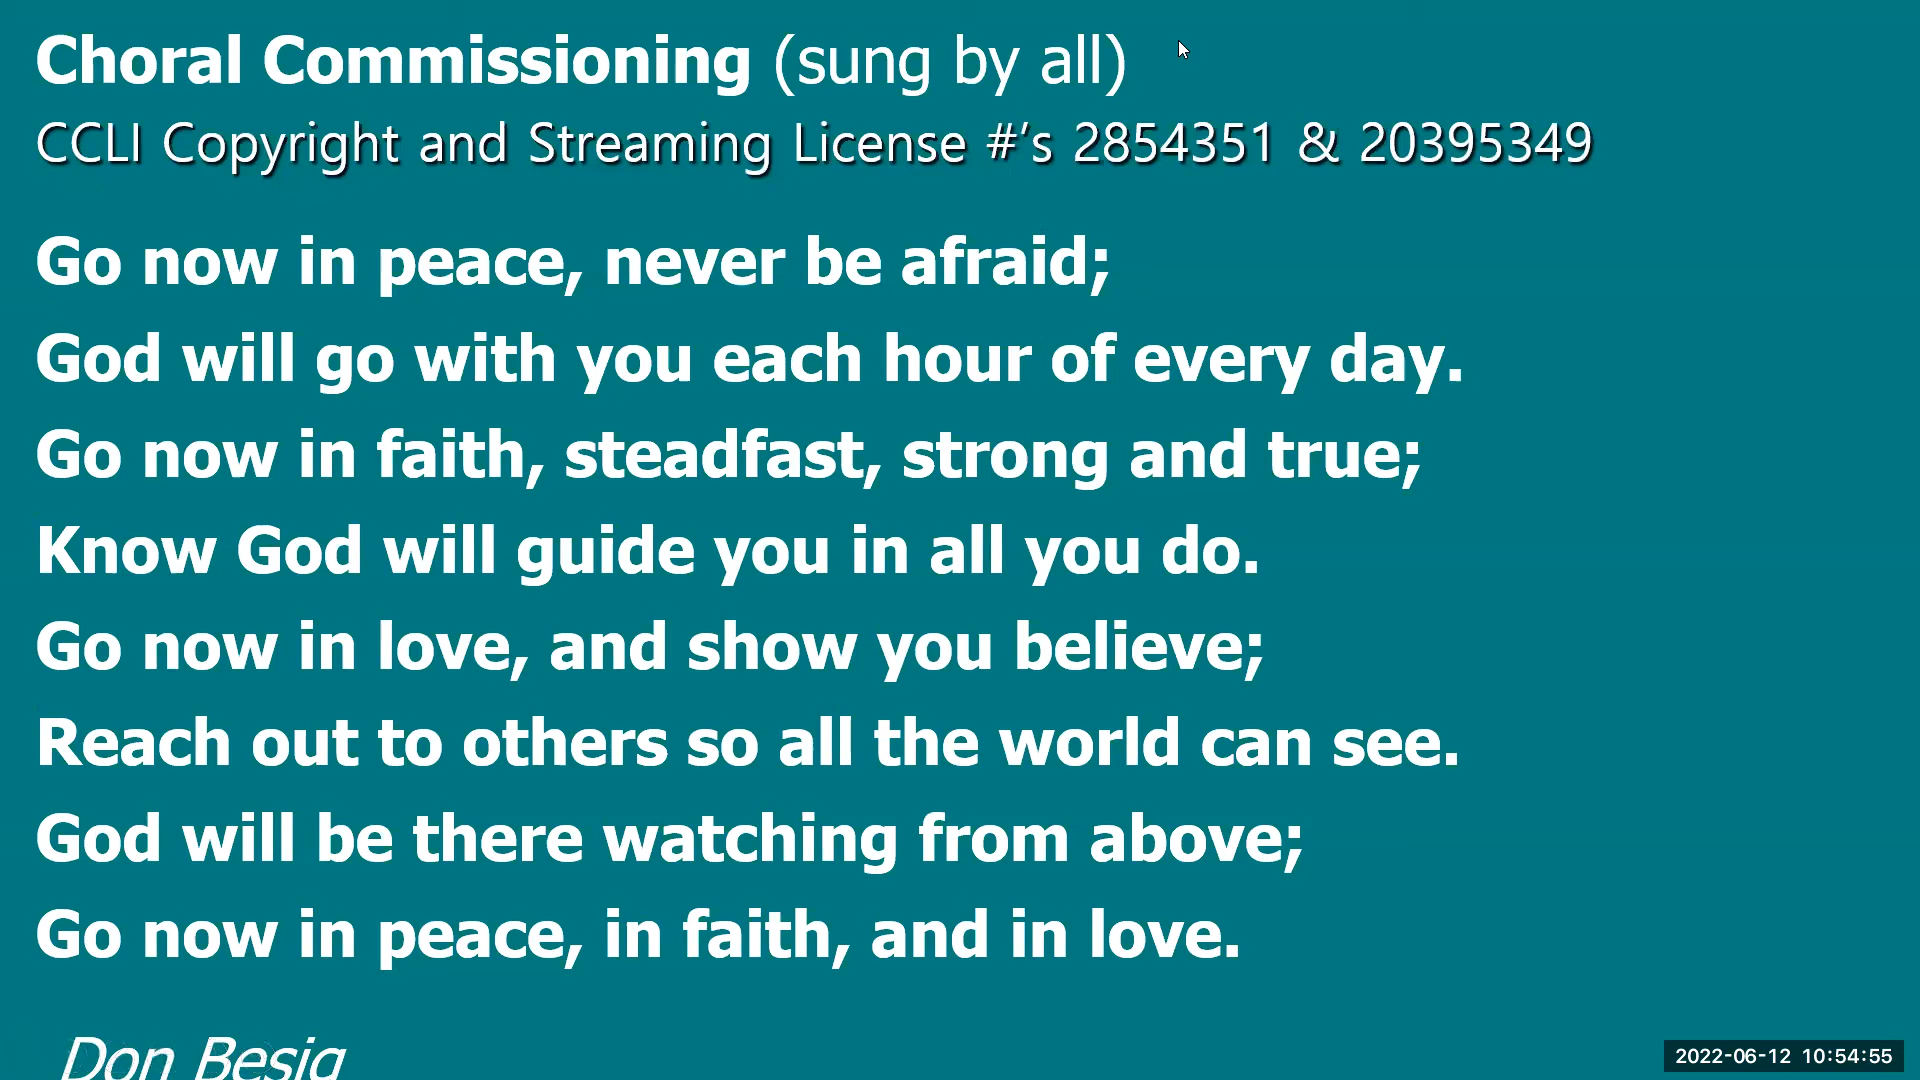 Choral Commissioning (sung by all)
CCLI Copyright and Streaming License #'s 2854351 & 20395349
Go now in peace, never be afraid;
God will go with you each hour of every day.
Go now in faith, steadfast, strong and true;
Know God will guide you in all you do.
Go now in love, and show you believe;
Reach out to others so all the world can see.
God will be there watching from above;
Go now in peace, in faith, and in love.
Don Besig
2022-06-12 10:54:55